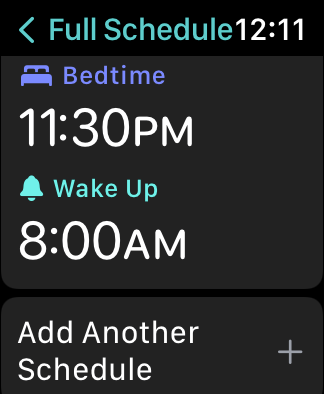 Full Schedule 12:11
Bedtime
11:30PM
Wake Up
8:00AM
Add Another
Schedule